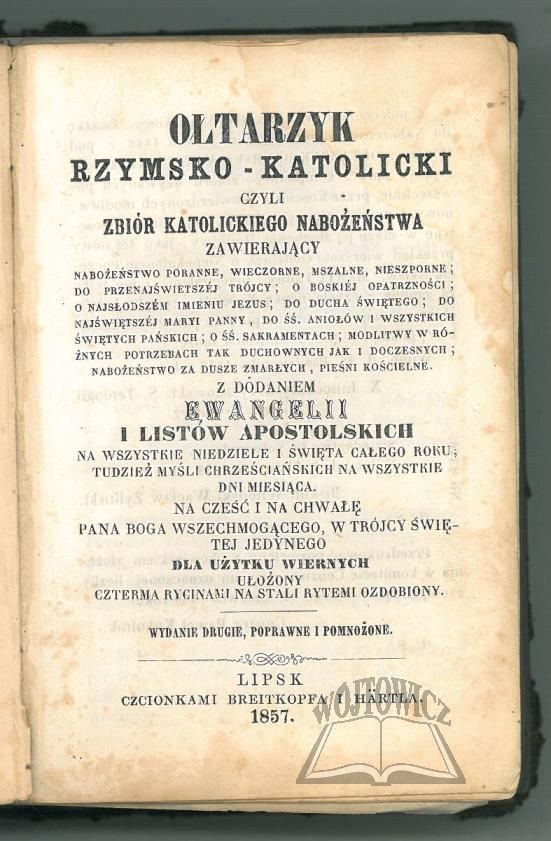 OŁTARZYK
RZYMSKO - KATOLICKI
CZYLI
ZBIÓR KATOLICKIEGO NABOŻEŃSTWA
ZAWIERAJĄCY
NABOŻEŃSTWO PORANNE, WIECZORNE, MSZALNE, NIESZPORNE;
DO PRZENAJŚWIETSZÉJ TRÓJCY; O BOSKIÉJ OPATRZNOŚCI;
O NAJSŁODSZÉM IMIENIU JEZUS; DO DUCHA ŚWIĘTEGO; DO
NAJŚWIĘTSZÉJ MARYI PANNY, DO ŚŚ. ANIOŁÓW I WSZYSTKICH
ŚWIĘTYCH PAŃSKICH; O ŚŚ. SAKRAMENTACH; MODLITWY W RÓ-
ŻNYCH POTRZEBACH TAK DUCHOWNYCH JAK I DOCZESNYCH;
NABOŻEŃSTWO ZA DUSZE ZMARŁYCH, PIEŚNI KOŚCIELNE.
Z DÓDANIEM
EWANGELII
I LISTÓW APOSTOLSKICH
NA WSZYSTKIE NIEDZIELE I ŚWIĘTA CAŁEGO ROKU;
TUDZIEŻ MYŚLI CHRZEŚCIAŃSKICH NA WSZYSTKIE
DNI MIESIĄCA.
NA CZEŚĆ I NA CHWAŁĘ
PANA BOGA WSZECHMOGĄCEGO, W TRÓJCY ŚWIĘ-
TEJ JEDYNEGO
DLA UŻYTKU WIERNYCH
UŁOŻONY
CZTERMA RYCINAMI NA STALI RYTEMI OZDOBIONY.
WYDANIE DRUGIE, POPRAWNE I POMNOŻONE.
LIPSK
CZCIONKAMI BREITKOPFA I HÄRTLA.
1857.
WÓJTOWICZ